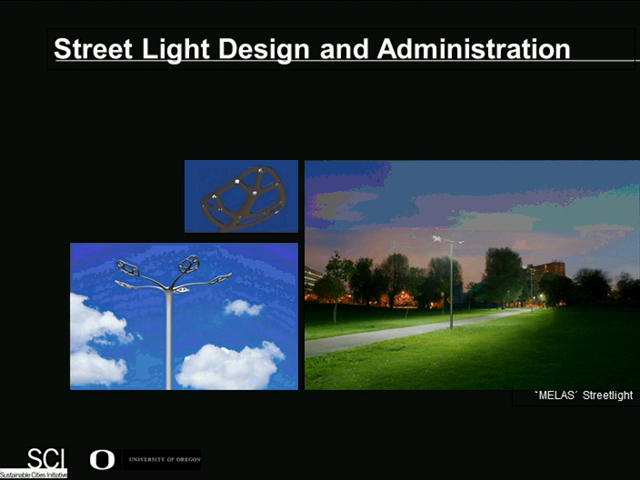 Street Light Design and Administration
`MELAS´ Streetlight
SCI
Sustainable Cities Initiative
O
UNIVERSITY OF OREGON